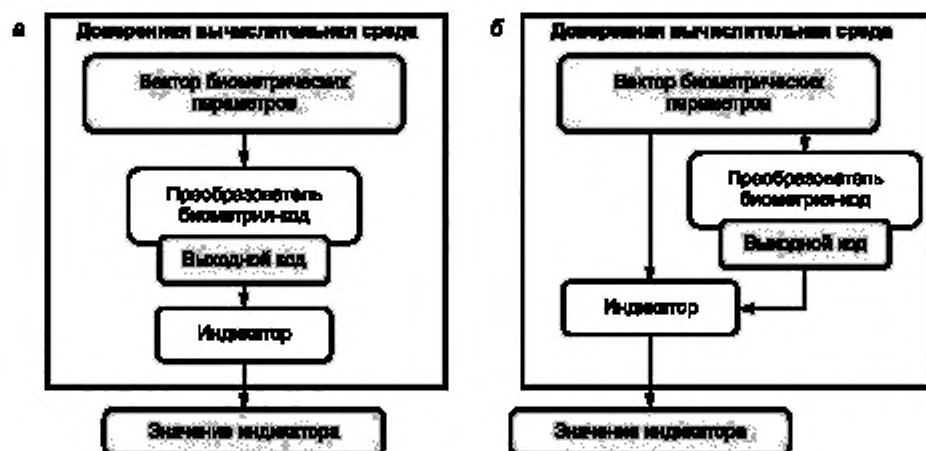 а
Доверенная вычислительная среда
Вектор биометрических
параметров
Преобразователь
биометрия-код
Выходной код
Индикатор
Значение индикатора
б
Доверенная вычислительная среда
Вектор биометрических
параметров
Преобразователь
биометрия-код
Выходной код
Индикатор
Значение индикатора